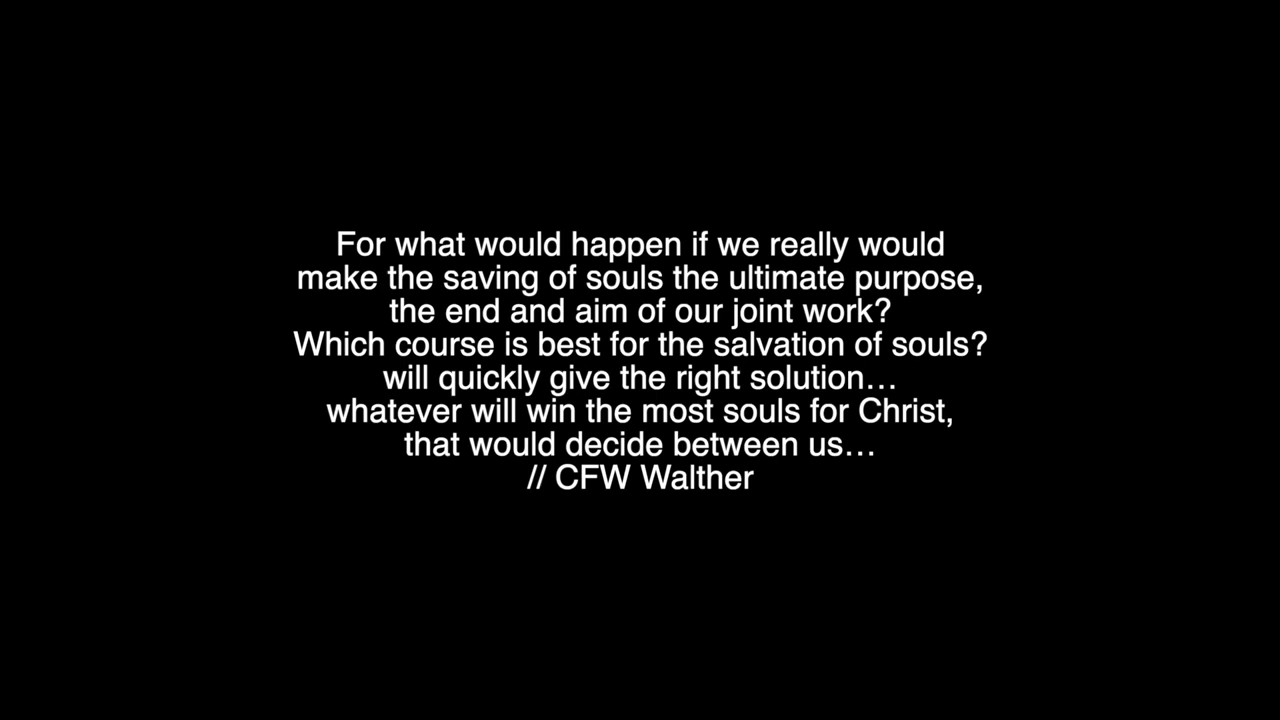 For what would happen if we really would
make the saving of souls the ultimate purpose,
the end and aim of our joint work?
Which course is best for the salvation of souls?
will quickly give the right solution…
whatever will win the most souls for Christ,
that would decide between us…
// CFW Walther